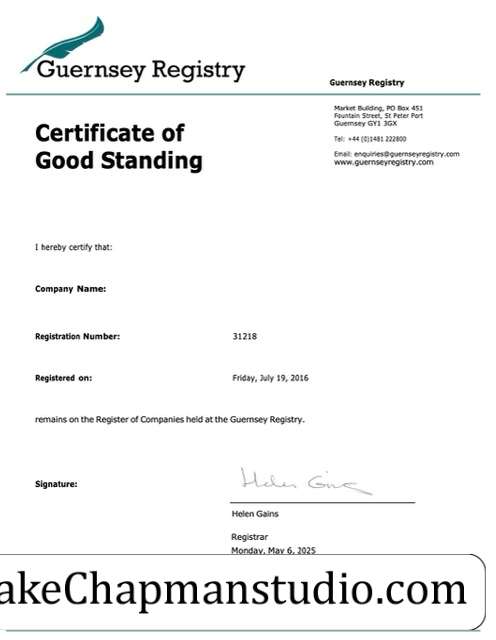 Guernsey Registry
Guernsey Registry
Market Building, PO Box 451
Fountain Street, St Peter Port
Guernsey GY1 3GX
Tel: +44 (0)1481 222800
Email: enquiries@guernseyregistry.com
www.guernseyregistry.com
Certificate of
Good Standing
I hereby certify that:
Company Name:
Registration Number: 31218
Registered on: Friday, July 19, 2016
remains on the Register of Companies held at the Guernsey Registry.
Signature: Helen Gains
Helen Gains
Registrar
Monday, May 6, 2025
akeChapmanstudio.com